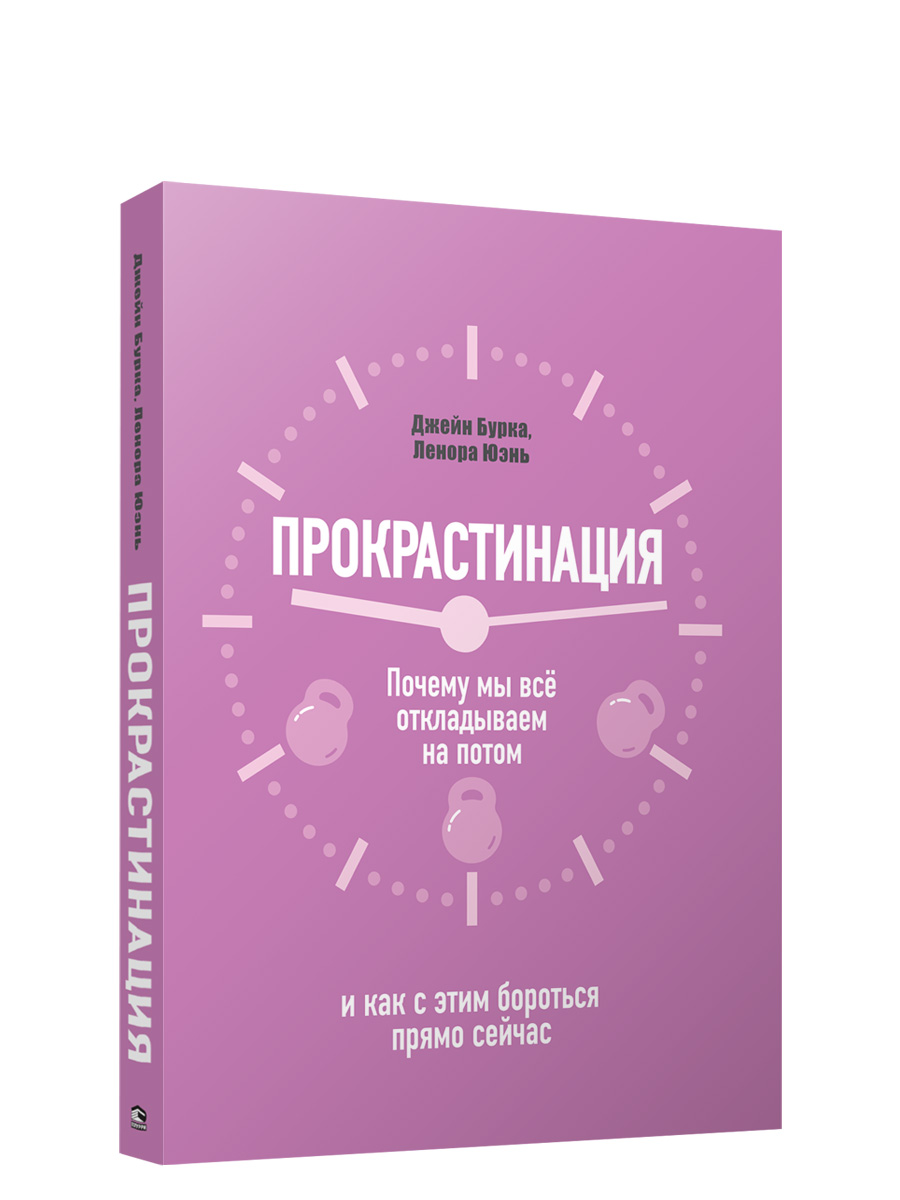 Джейн Бурка,
Ленора Юэнь
ПРОКРАСТИНАЦИЯ
Почему мы всё
откладываем
на потом
и как с этим бороться
прямо сейчас
Джейн Бурка, Ленора Юэнь
ПРОКРАСТИНАЦИЯ